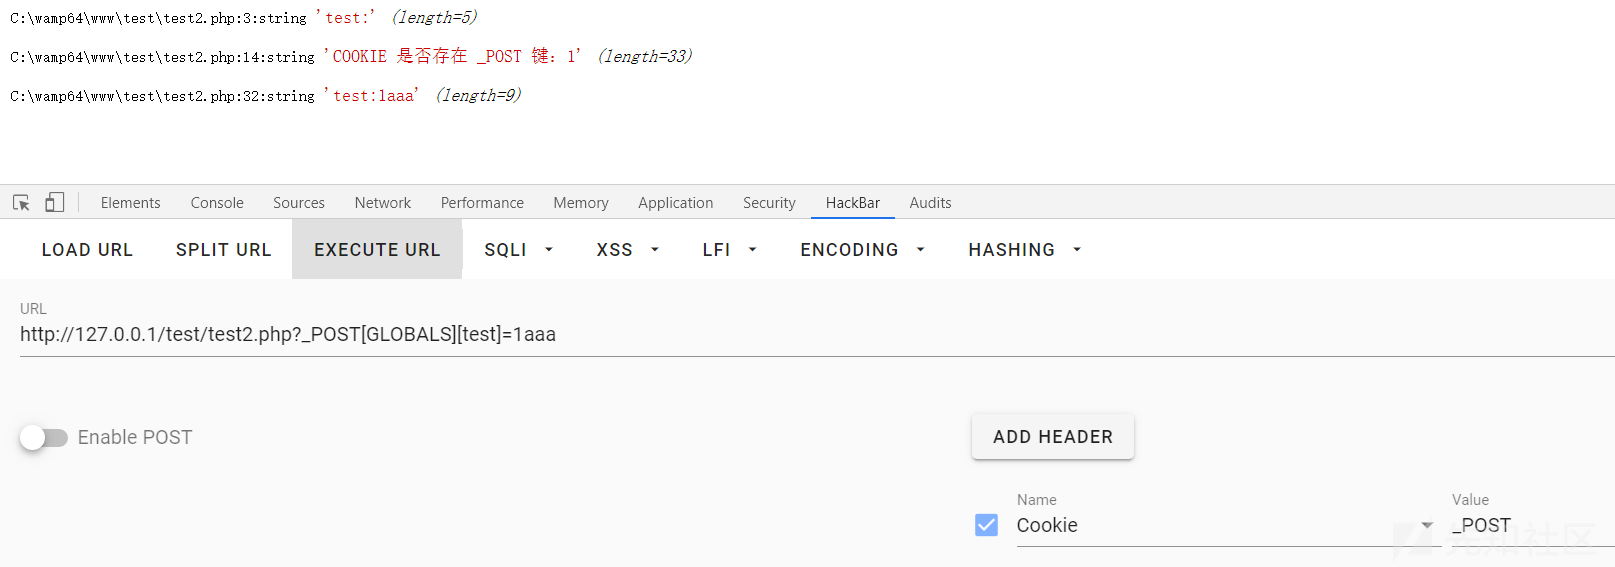 C:\wamp64\www\test\test2.php:3:string 'test:' (length=5)
C:\wamp64\www\test\test2.php:14:string 'COOKIE 是否存在 _POST 键：1' (length=33)
C:\wamp64\www\test\test2.php:32:string 'test:1aaa' (length=9)
Elements Console Sources Network Performance Memory Application Security HackBar Audits
LOAD URL SPLIT URL EXECUTE URL SQLI XSS LFI ENCODING HASHING
URL
http://127.0.0.1/test/test2.php?_POST[GLOBALS][test]=1aaa
Enable POST
ADD HEADER
Name Value
Cookie _POST
先知社区